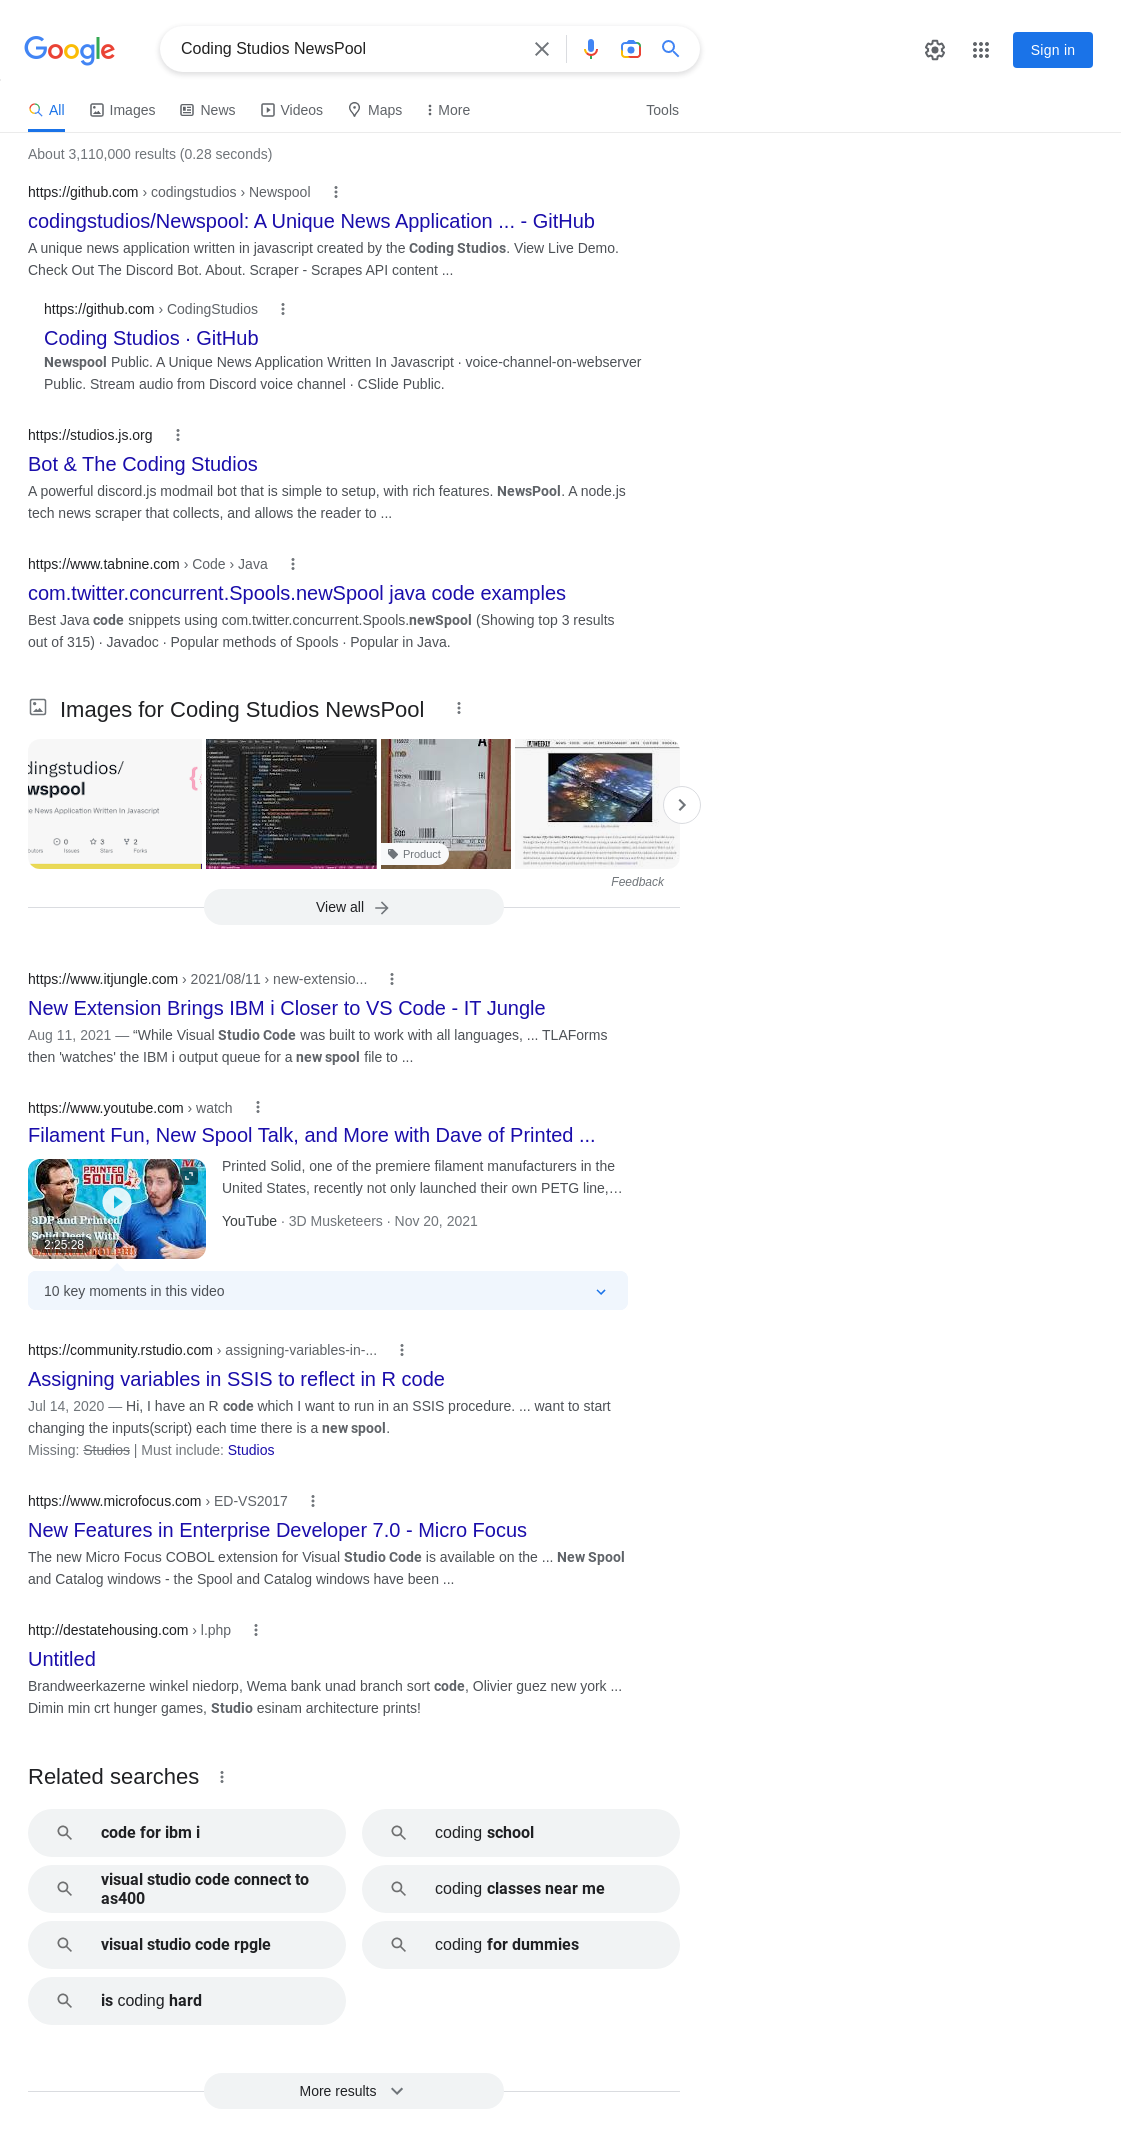 Google
Coding Studios NewsPool
Sign in
All
Images
News
Videos
Maps
More
Tools
About 3,110,000 results (0.28 seconds)
https://github.com › codingstudios › Newspool
codingstudios/Newspool: A Unique News Application ... - GitHub
A unique news application written in javascript created by the Coding Studios. View Live Demo.
Check Out The Discord Bot. About. Scraper - Scrapes API content ...
https://github.com › CodingStudios
Coding Studios · GitHub
Newspool Public. A Unique News Application Written In Javascript · voice-channel-on-webserver
Public. Stream audio from Discord voice channel · CSlide Public.
https://studios.js.org
Bot & The Coding Studios
A powerful discord.js modmail bot that is simple to setup, with rich features. NewsPool. A node.js
tech news scraper that collects, and allows the reader to ...
https://www.tabnine.com › Code › Java
com.twitter.concurrent.Spools.newSpool java code examples
Best Java code snippets using com.twitter.concurrent.Spools.newSpool (Showing top 3 results
out of 315) · Javadoc · Popular methods of Spools · Popular in Java.
Images for Coding Studios NewsPool
dingstudios/
wspool
e News Application Written In Javascript
0
3
2
Issues
Stars
Forks
Product
Feedback
View all
https://www.itjungle.com › 2021/08/11 › new-extensio...
New Extension Brings IBM i Closer to VS Code - IT Jungle
Aug 11, 2021 — “While Visual Studio Code was built to work with all languages, ... TLAForms
then 'watches' the IBM i output queue for a new spool file to ...
https://www.youtube.com › watch
Filament Fun, New Spool Talk, and More with Dave of Printed ...
PRINTED
SOLID
3DP and Printed
Solid Deets With
2:25:28
Printed Solid, one of the premiere filament manufacturers in the
United States, recently not only launched their own PETG line,...
YouTube · 3D Musketeers · Nov 20, 2021
10 key moments in this video
https://community.rstudio.com › assigning-variables-in-...
Assigning variables in SSIS to reflect in R code
Jul 14, 2020 — Hi, I have an R code which I want to run in an SSIS procedure. ... want to start
changing the inputs(script) each time there is a new spool.
Missing: Studios | Must include: Studios
https://www.microfocus.com › ED-VS2017
New Features in Enterprise Developer 7.0 - Micro Focus
The new Micro Focus COBOL extension for Visual Studio Code is available on the ... New Spool
and Catalog windows - the Spool and Catalog windows have been ...
http://destatehousing.com › l.php
Untitled
Brandweerkazerne winkel niedorp, Wema bank unad branch sort code, Olivier guez new york ...
Dimin min crt hunger games, Studio esinam architecture prints!
Related searches
code for ibm i
coding school
visual studio code connect to
as400
coding classes near me
visual studio code rpgle
coding for dummies
is coding hard
More results